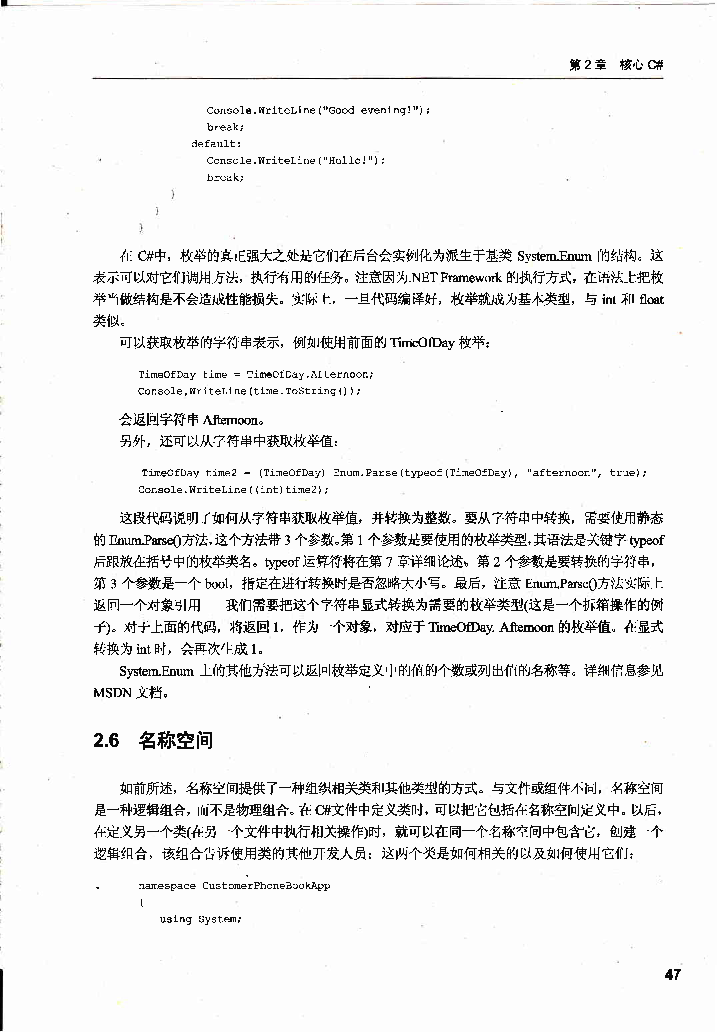 第 2 章 核心 C#
Console.WriteLine("Good evening!");
break;
default:
Console.WriteLine("Hello!");
break;
}
}
}
在 C#中，枚举的真正强大之处是它们在后台会实例化为派生于基类 System.Enum 的结构。这
表示可以对它们调用方法，执行有用的任务。注意因为.NET Framework 的执行方式，在语法上把枚
举当做结构是不会造成性能损失。实际上，一旦代码编译好，枚举就成为基本类型，与 int 和 float
类似。
可以获取枚举的字符串表示，例如使用前面的 TimeOfDay 枚举：
TimeOfDay time = TimeOfDay.Afternoon;
Console.WriteLine(time.ToString());
会返回字符串 Afternoon。
另外，还可以从字符串中获取枚举值：
TimeOfDay time2 = (TimeOfDay) Enum.Parse(typeof(TimeOfDay), "afternoon", true);
Console.WriteLine((int)time2);
这段代码说明了如何从字符串获取枚举值，并转换为整数。要从字符串中转换，需要使用静态
的 Enum.Parse()方法，这个方法带 3 个参数。第 1 个参数是要使用的枚举类型，其语法是关键字 typeof
后跟放在括号中的枚举类名。typeof 运算符将在第 7 章详细论述。第 2 个参数是要转换的字符串，
第 3 个参数是一个 bool，指定在进行转换时是否忽略大小写。最后，注意 Enum.Parse()方法实际上
返回一个对象引用——我们需要把这个字符串显式转换为需要的枚举类型(这是一个拆箱操作的例
子)。对于上面的代码，将返回 1，作为一个对象，对应于 TimeOfDay. Afternoon 的枚举值。在显式
转换为 int 时，会再次生成 1。
System.Enum 上的其他方法可以返回枚举定义中的值的个数或列出值的名称等。详细信息参见
MSDN 文档。
2.6 名称空间
如前所述，名称空间提供了一种组织相关类和其他类型的方式。与文件或组件不同，名称空间
是一种逻辑组合，而不是物理组合。在 C#文件中定义类时，可以把它包括在名称空间定义中。以后，
在定义另一个类(在另一个文件中执行相关操作)时，就可以在同一个名称空间中包含它，创建一个
逻辑组合，该组合告诉使用类的其他开发人员：这两个类是如何相关的以及如何使用它们：
namespace CustomerPhoneBookApp
{
using System;
47